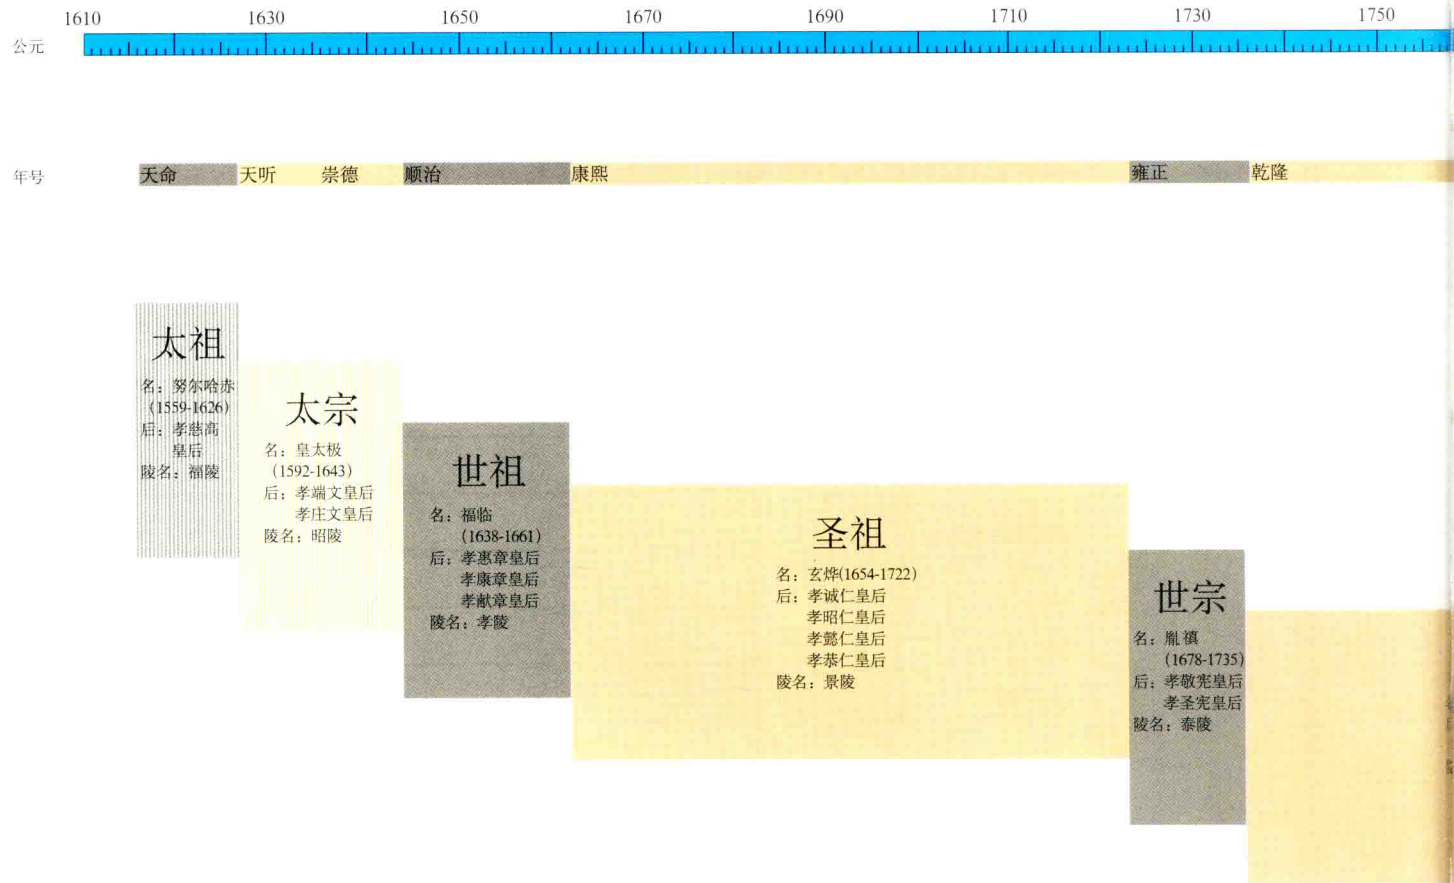 1610 1630 1650 1670 1690 1710 1730 1750
公元
年号 天命 天听 崇德 顺治 康熙 雍正 乾隆
太祖
名：努尔哈赤
(1559-1626)
后：孝慈高
皇后
陵名：福陵
太宗
名：皇太极
(1592-1643)
后：孝端文皇后
孝庄文皇后
陵名：昭陵
世祖
名：福临
(1638-1661)
后：孝惠章皇后
孝康章皇后
孝献章皇后
陵名：孝陵
圣祖
名：玄烨(1654-1722)
后：孝诚仁皇后
孝昭仁皇后
孝懿仁皇后
孝恭仁皇后
陵名：景陵
世宗
名：胤禛
(1678-1735)
后：孝敬宪皇后
孝圣宪皇后
陵名：泰陵